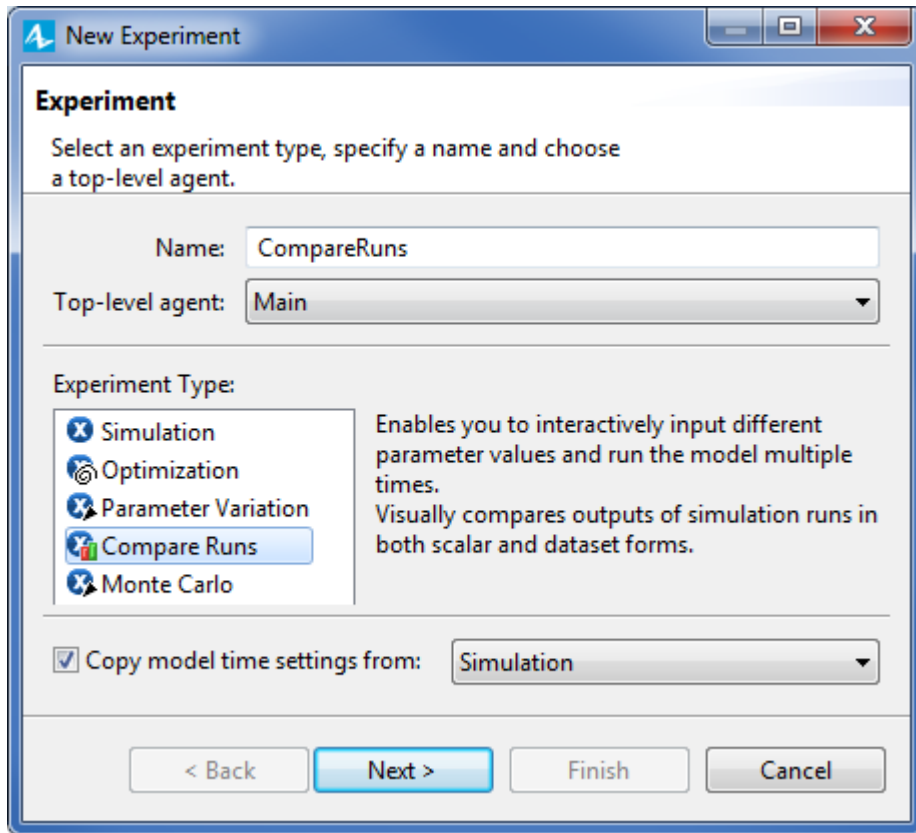 New Experiment
Experiment
Select an experiment type, specify a name and choose
a top-level agent.
Name: CompareRuns
Top-level agent: Main
Experiment Type:
Simulation
Optimization
Parameter Variation
Compare Runs
Monte Carlo
Enables you to interactively input different
parameter values and run the model multiple
times.
Visually compares outputs of simulation runs in
both scalar and dataset forms.
Copy model time settings from: Simulation
< Back Next > Finish Cancel